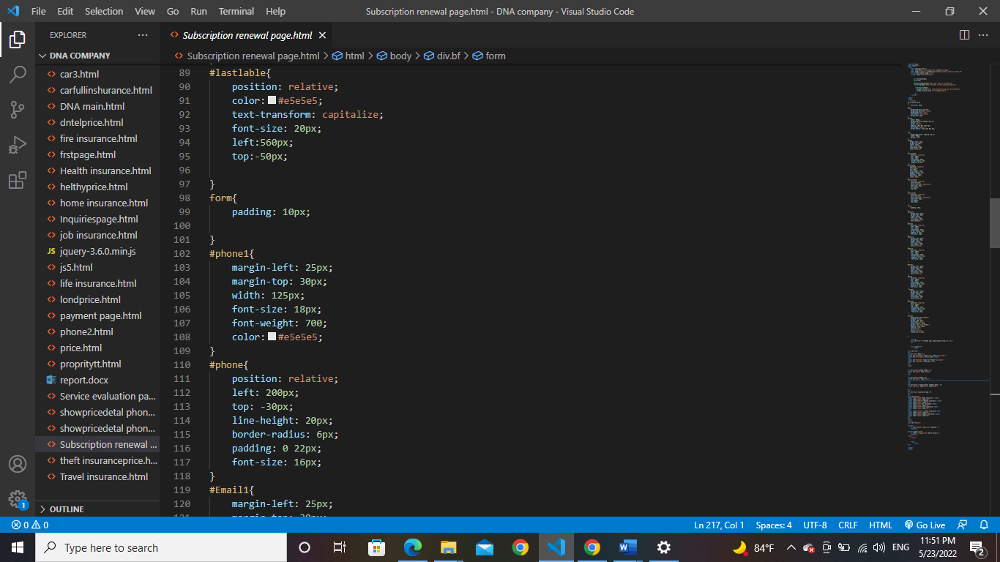 File Edit Selection View Go Run Terminal Help
Subscription renewal page.html - DNA company - Visual Studio Code
EXPLORER
Subscription renewal page.html
DNA COMPANY
Subscription renewal page.html > html > body > div.bf > form
car3.html
carfullinshurance.html
DNA main.html
dntelprice.html
fire insurance.html
frstpage.html
Health insurance.html
helthyprice.html
home insurance.html
Inquiriespage.html
job insurance.html
JS jquery-3.6.0.min.js
js5.html
life insurance.html
londprice.html
payment page.html
phone2.html
price.html
propritytt.html
report.docx
Service evaluation pa...
showpricedetal phon...
showpricedetal phon...
Subscription renewal ...
theft insuranceprice.h...
Travel insurance.html
OUTLINE
89 #lastlable{
90 position: relative;
91 color: #e5e5e5;
92 text-transform: capitalize;
93 font-size: 20px;
94 left:560px;
95 top:-50px;
96
97 }
98 form{
99 padding: 10px;
100
101 }
102 #phone1{
103 margin-left: 25px;
104 margin-top: 30px;
105 width: 125px;
106 font-size: 18px;
107 font-weight: 700;
108 color: #e5e5e5;
109 }
110 #phone{
111 position: relative;
112 left: 200px;
113 top: -30px;
114 line-height: 20px;
115 border-radius: 6px;
116 padding: 0 22px;
117 font-size: 16px;
118 }
119 #Email1{
120 margin-left: 25px;
1
0 0
Ln 217, Col 1 Spaces: 4 UTF-8 CRLF HTML Go Live
Type here to search
84°F
ENG
11:51 PM
5/23/2022
2